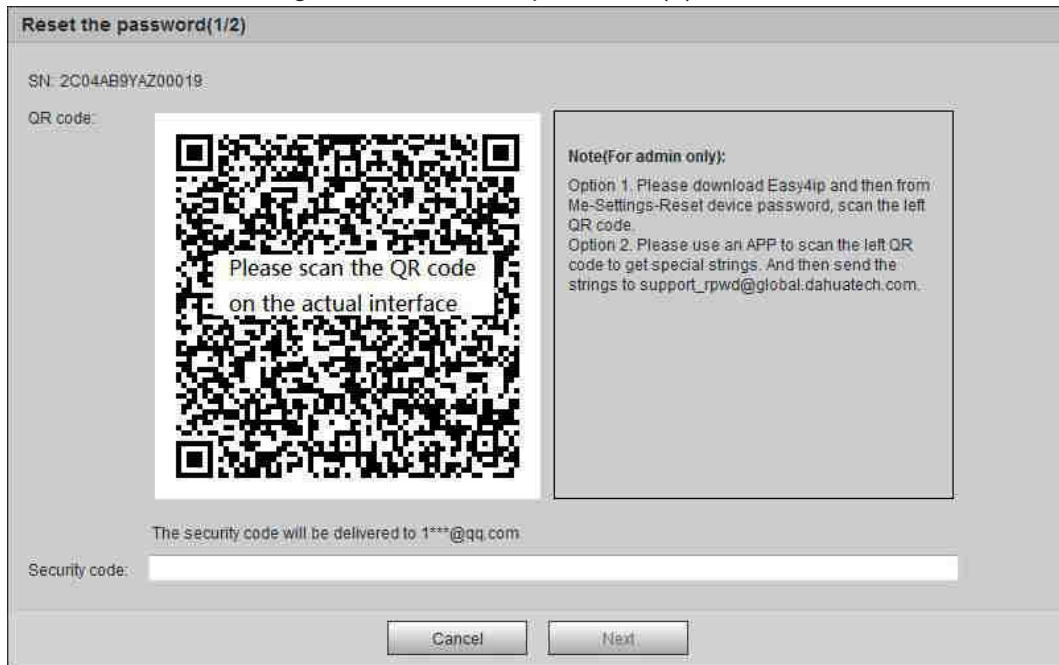 Reset the password(1/2)
SN: 2C04AB9YAZ00019
QR code:
Please scan the QR code
on the actual interface
Note(For admin only):
Option 1. Please download Easy4ip and then from
Me-Settings-Reset device password, scan the left
QR code.
Option 2. Please use an APP to scan the left QR
code to get special strings. And then send the
strings to support_rpwd@global.dahuatech.com.
The security code will be delivered to 1***@qq.com
Security code:
Cancel
Next